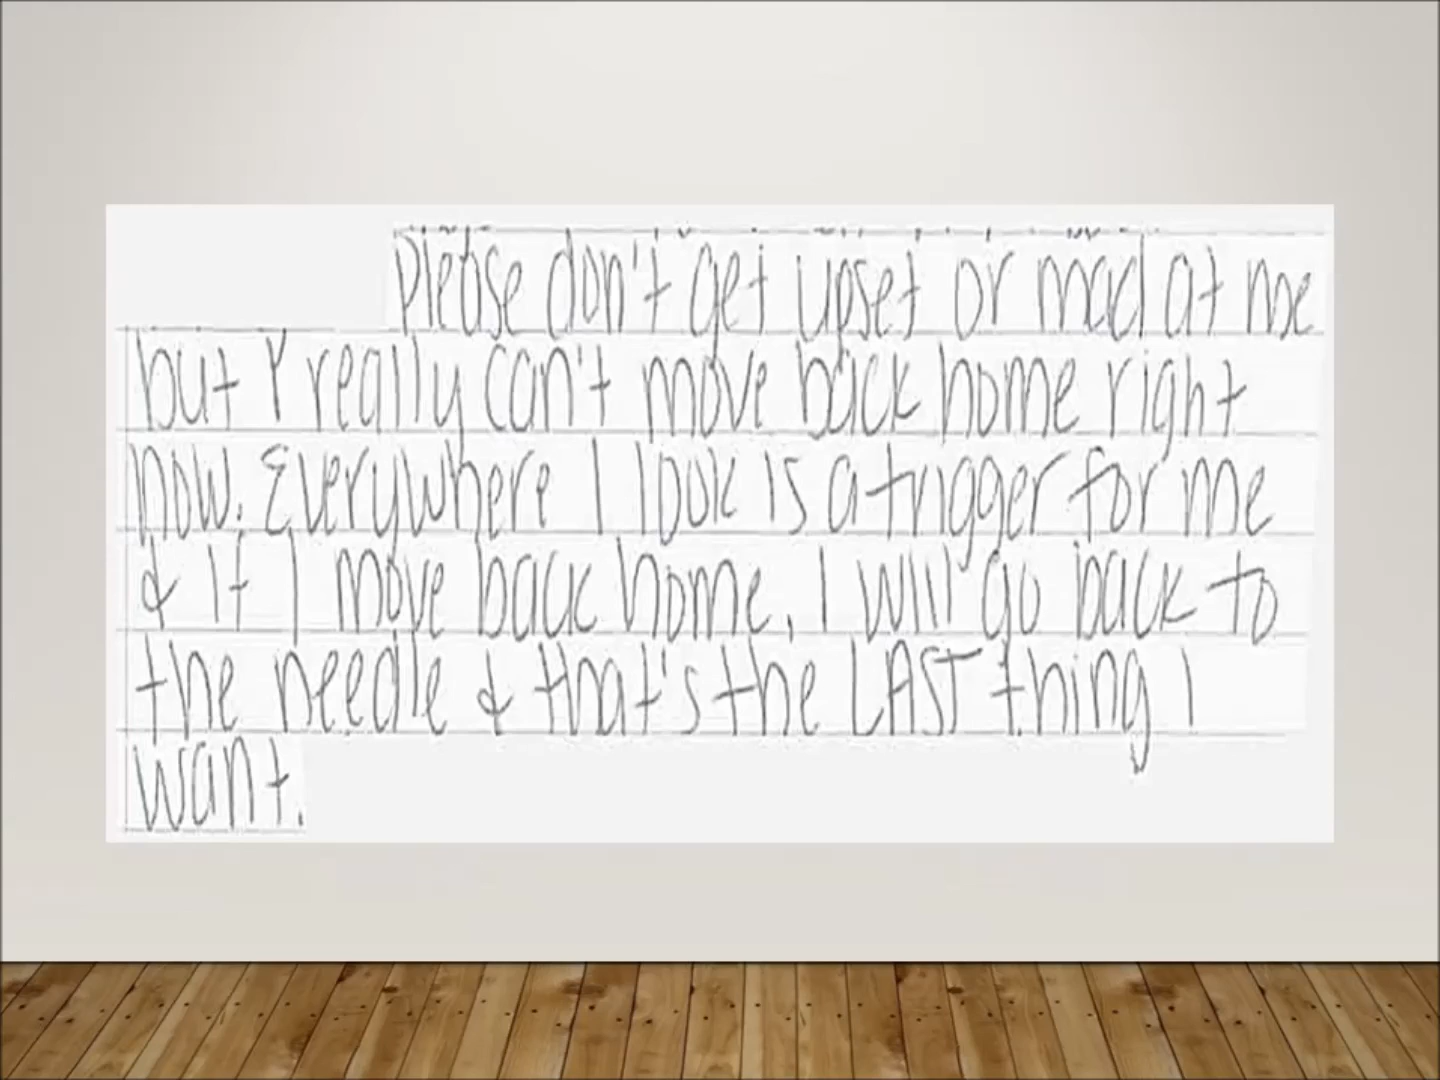 Please don't get upset or mad at me
but I really can't move back home right
now. Everywhere I look is a trigger for me
& If I move back home, I will go back to
the needle & that's the LAST thing I
want.